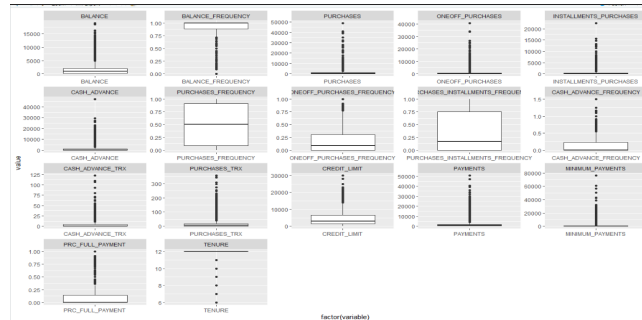 BALANCE BALANCE_FREQUENCY PURCHASES ONEOFF_PURCHASES INSTALLMENTS_PURCHASES
15000 10000 5000 0
1.00 0.75 0.50 0.25 0.00
50000 40000 30000 20000 10000 0
40000 30000 20000 10000 0
20000 15000 10000 5000 0
BALANCE BALANCE_FREQUENCY PURCHASES ONEOFF_PURCHASES INSTALLMENTS_PURCHASES
CASH_ADVANCE PURCHASES_FREQUENCY ONEOFF_PURCHASES_FREQUENCY CHASES_INSTALLMENTS_FREQUE CASH_ADVANCE_FREQUENCY
40000 30000 20000 10000 0
1.00 0.75 0.50 0.25 0.00
1.00 0.75 0.50 0.25 0.00
1.00 0.75 0.50 0.25 0.00
1.5 1.0 0.5 0.0
value
CASH_ADVANCE PURCHASES_FREQUENCY ONEOFF_PURCHASES_FREQUENCY PURCHASES_INSTALLMENTS_FREQUENCY CASH_ADVANCE_FREQUENCY
CASH_ADVANCE_TRX PURCHASES_TRX CREDIT_LIMIT PAYMENTS MINIMUM_PAYMENTS
125 100 75 50 25 0
300 200 100 0
30000 20000 10000 0
50000 40000 30000 20000 10000 0
80000 60000 40000 20000 0
CASH_ADVANCE_TRX PURCHASES_TRX CREDIT_LIMIT PAYMENTS MINIMUM_PAYMENTS
PRC_FULL_PAYMENT TENURE
1.00 0.75 0.50 0.25 0.00
12 10 8 6
PRC_FULL_PAYMENT TENURE
factor(variable)